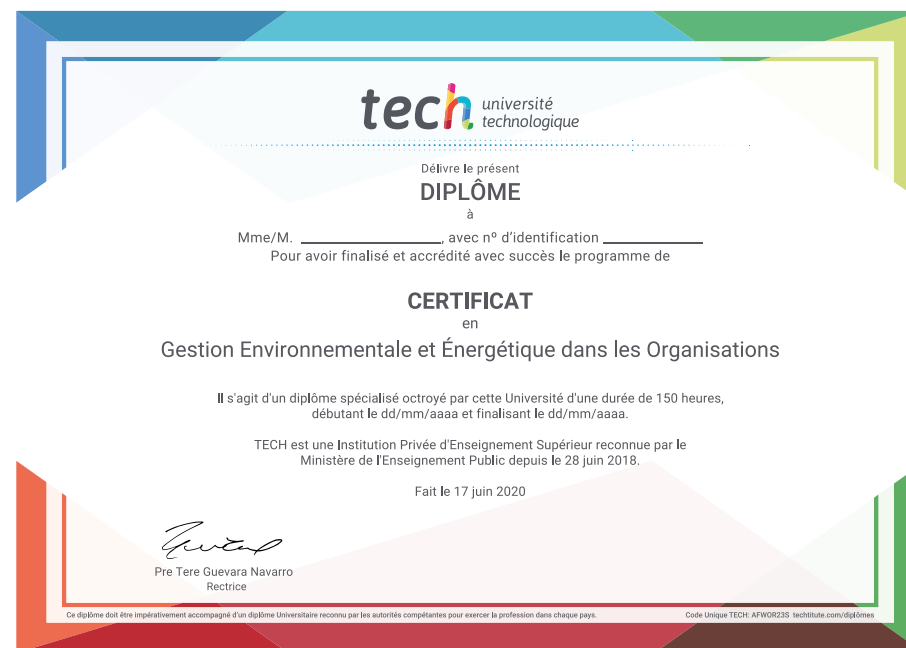 tech université
technologique
Délivre le présent
DIPLÔME
à
Mme/M. ____________________, avec nº d'identification ______________
Pour avoir finalisé et accrédité avec succès le programme de
CERTIFICAT
en
Gestion Environnementale et Énergétique dans les Organisations
Il s'agit d'un diplôme spécialisé octroyé par cette Université d'une durée de 150 heures,
débutant le dd/mm/aaaa et finalisant le dd/mm/aaaa.
TECH est une Institution Privée d'Enseignement Supérieur reconnue par le
Ministère de l'Enseignement Public depuis le 28 juin 2018.
Fait le 17 juin 2020
Pre Tere Guevara Navarro
Rectrice
Ce diplôme doit être impérativement accompagné d'un diplôme Universitaire reconnu par les autorités compétantes pour exercer la profession dans chaque pays.
Code Unique TECH: AFWOR23S techtitute.com/diplômes